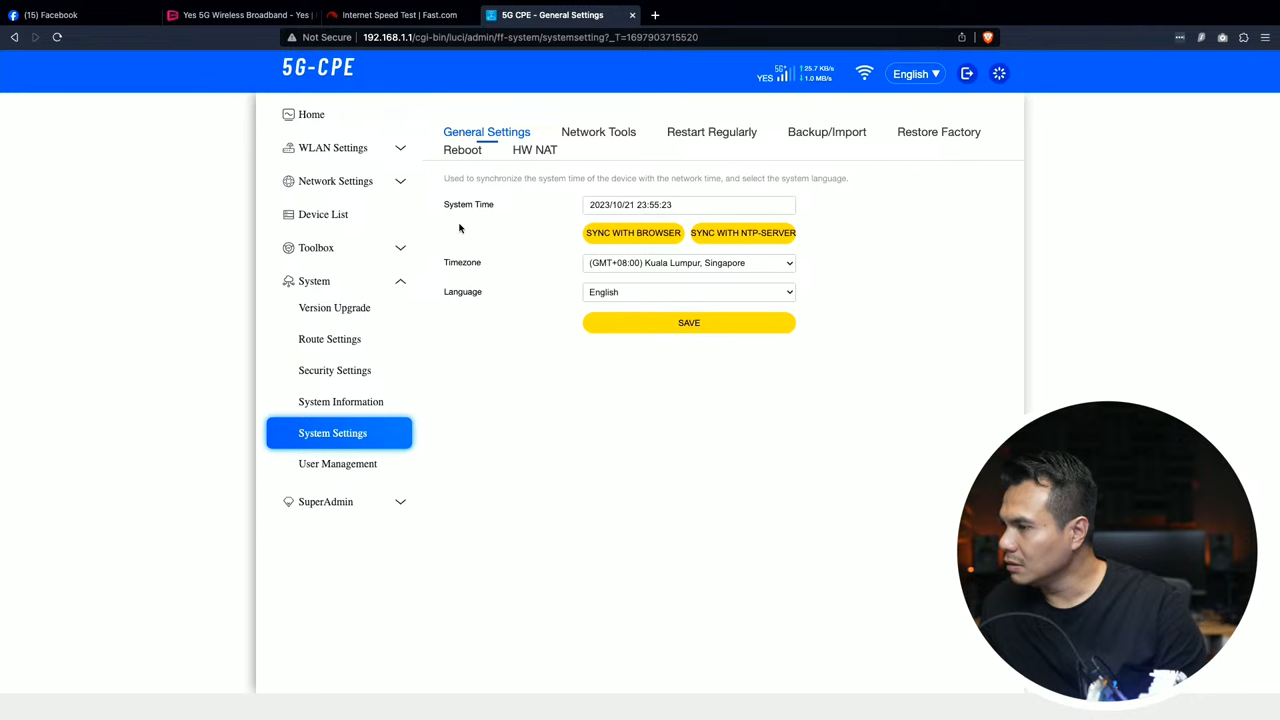 (15) Facebook
Yes 5G Wireless Broadband - Yes
Internet Speed Test | Fast.com
5G CPE - General Settings
Not Secure 192.168.1.1/cgi-bin/luci/admin/ff-system/systemsetting?_T=1697903715520
5G-CPE
YES 5G+ ↑25.7 KB/s
↓1.0 MB/s
English ▼
Home
WLAN Settings
Network Settings
Device List
Toolbox
System
Version Upgrade
Route Settings
Security Settings
System Information
System Settings
User Management
SuperAdmin
General Settings Network Tools Restart Regularly Backup/Import Restore Factory
Reboot HW NAT
Used to synchronize the system time of the device with the network time, and select the system language.
System Time 2023/10/21 23:55:23
SYNC WITH BROWSER SYNC WITH NTP-SERVER
Timezone (GMT+08:00) Kuala Lumpur, Singapore
Language English
SAVE